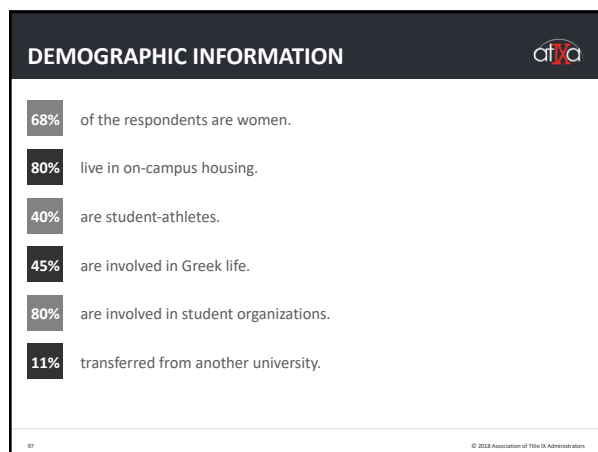 DEMOGRAPHIC INFORMATION
atIXa
68% of the respondents are women.
80% live in on-campus housing.
40% are student-athletes.
45% are involved in Greek life.
80% are involved in student organizations.
11% transferred from another university.
97
© 2018 Association of Title IX Administrators